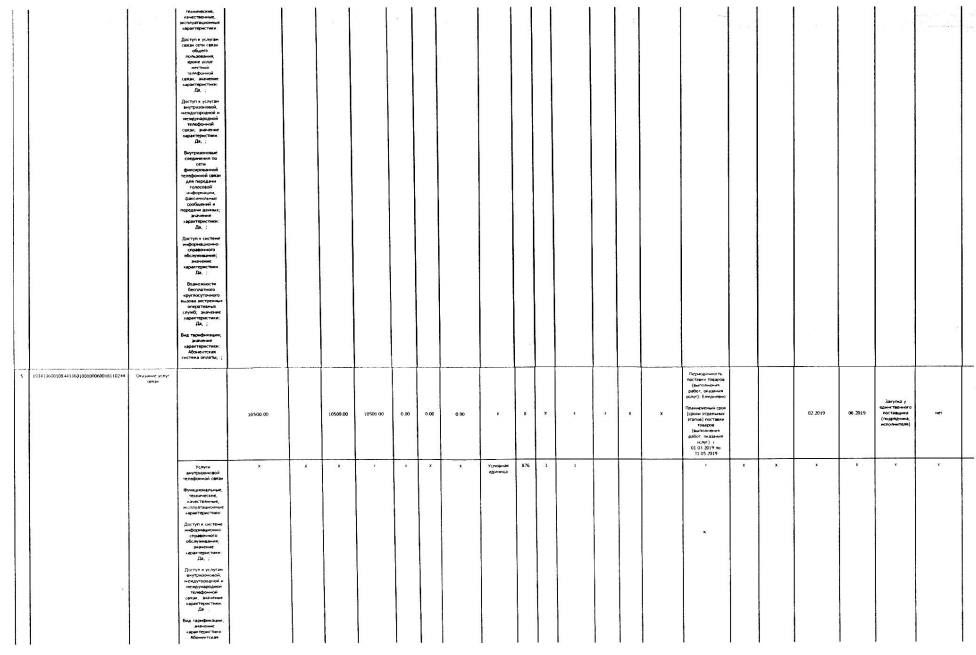 технические,
качественные,
эксплуатационные
характеристики
Доступ к услугам
связи сети связи
общего
пользования,
кроме услуг
местной
телефонной
связи; значение
характеристики:
Да, ;
Доступ к услугам
внутризоновой,
междугородной и
международной
телефонной
связи; значение
характеристики:
Да, ;
Внутризоновые
соединения по
сети
фиксированной
телефонной связи
для передачи
голосовой
информации,
факсимильных
сообщений и
передачи данных;
значение
характеристики:
Да, ;
Доступ к системе
информационно-
справочного
обслуживания;
значение
характеристики:
Да, ;
Возможности
бесплатного
круглосуточного
вызова экстренных
оперативных
служб; значение
характеристики:
Да, ;
Вид тарификации;
значение
характеристики:
Абонентская
система оплаты, ;
5
Оказание услуг
связи
10500.00 10500.00 10500.00 0.00 0.00 0.00 X X X X X X X
Периодичность
поставки товаров
(выполнения
работ, оказания
услуг): Ежедневно
Планируемый срок
(сроки отдельных
этапов) поставки
товаров
(выполнения
работ, оказания
услуг): с
01.03.2019 по
31.05.2019
02.2019 06.2019
Закупка у
единственного
поставщика
(подрядчика,
исполнителя)
нет
Услуги
внутризоновой
телефонной связи
Функциональные,
технические,
качественные,
эксплуатационные
характеристики
Доступ к системе
информационно-
справочного
обслуживания;
значение
характеристики:
Да, ;
Доступ к услугам
внутризоновой,
междугородной и
международной
телефонной
связи; значение
характеристики:
Да, ;
Вид тарификации;
значение
характеристики:
Абонентская
X X X X X X X
Условная
единица
876 1 1
X X X X X X X